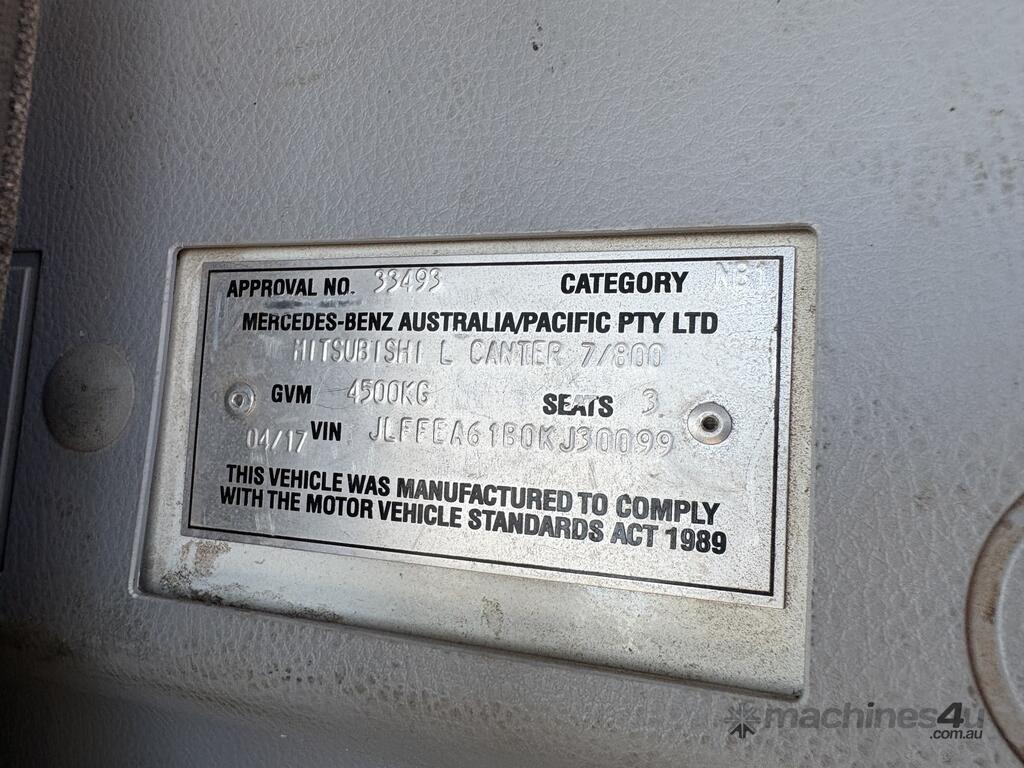 APPROVAL NO. 33493 CATEGORY NB1
MERCEDES-BENZ AUSTRALIA/PACIFIC PTY LTD
MITSUBISHI L CANTER 7/800
GVM 4500KG SEATS 3
04/17 VIN JLFFEA61B0KJ30099
THIS VEHICLE WAS MANUFACTURED TO COMPLY
WITH THE MOTOR VEHICLE STANDARDS ACT 1989
machines4u
.com.au